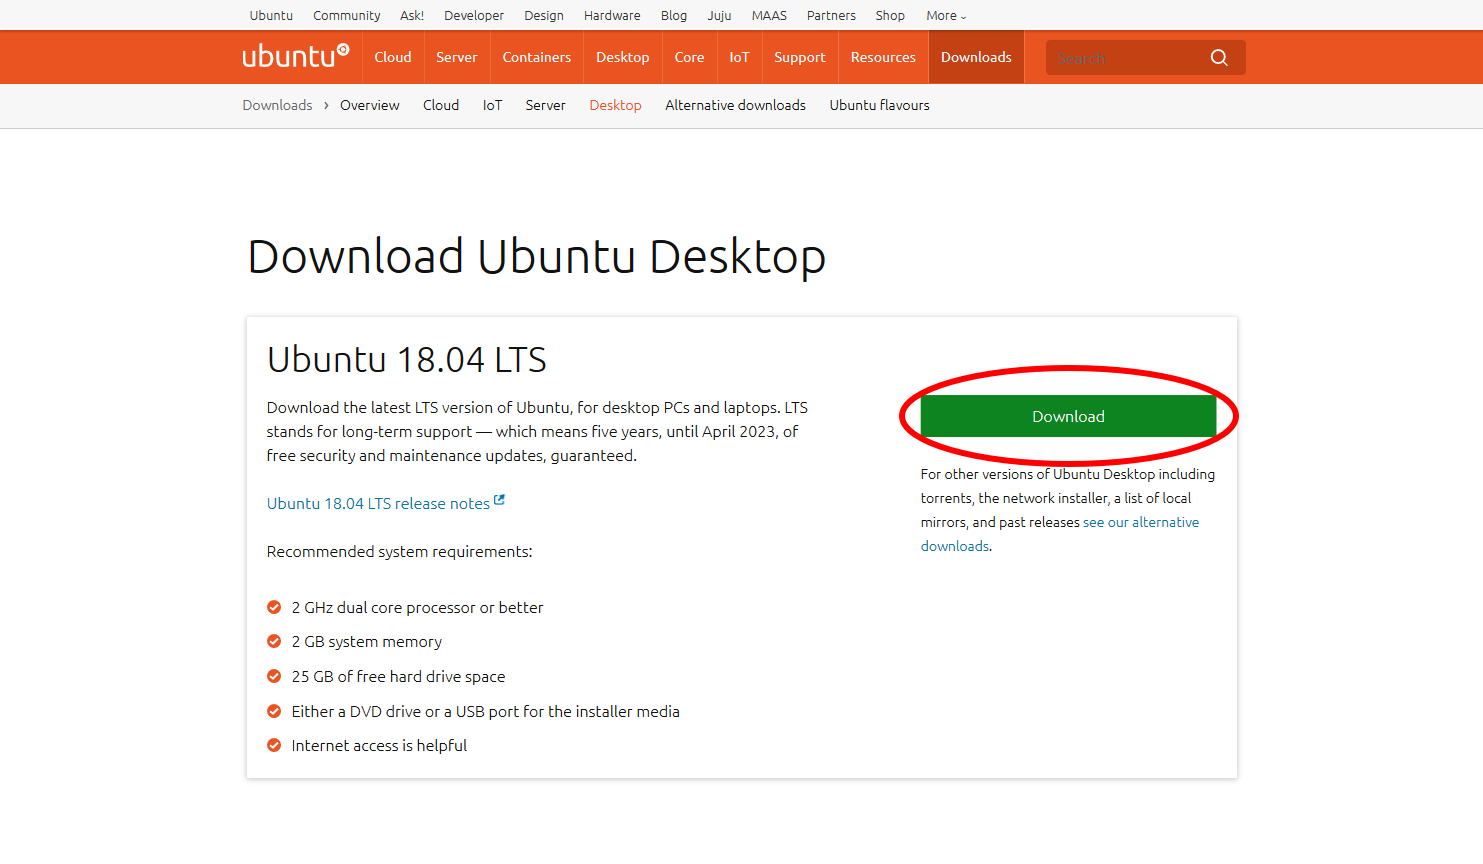 Ubuntu Community Ask! Developer Design Hardware Blog Juju MAAS Partners Shop More
ubuntu Cloud Server Containers Desktop Core IoT Support Resources Downloads Search
Downloads › Overview Cloud IoT Server Desktop Alternative downloads Ubuntu flavours
Download Ubuntu Desktop
Ubuntu 18.04 LTS
Download the latest LTS version of Ubuntu, for desktop PCs and laptops. LTS
stands for long-term support — which means five years, until April 2023, of
free security and maintenance updates, guaranteed.
Ubuntu 18.04 LTS release notes
Recommended system requirements:
2 GHz dual core processor or better
2 GB system memory
25 GB of free hard drive space
Either a DVD drive or a USB port for the installer media
Internet access is helpful
Download
For other versions of Ubuntu Desktop including
torrents, the network installer, a list of local
mirrors, and past releases see our alternative
downloads.